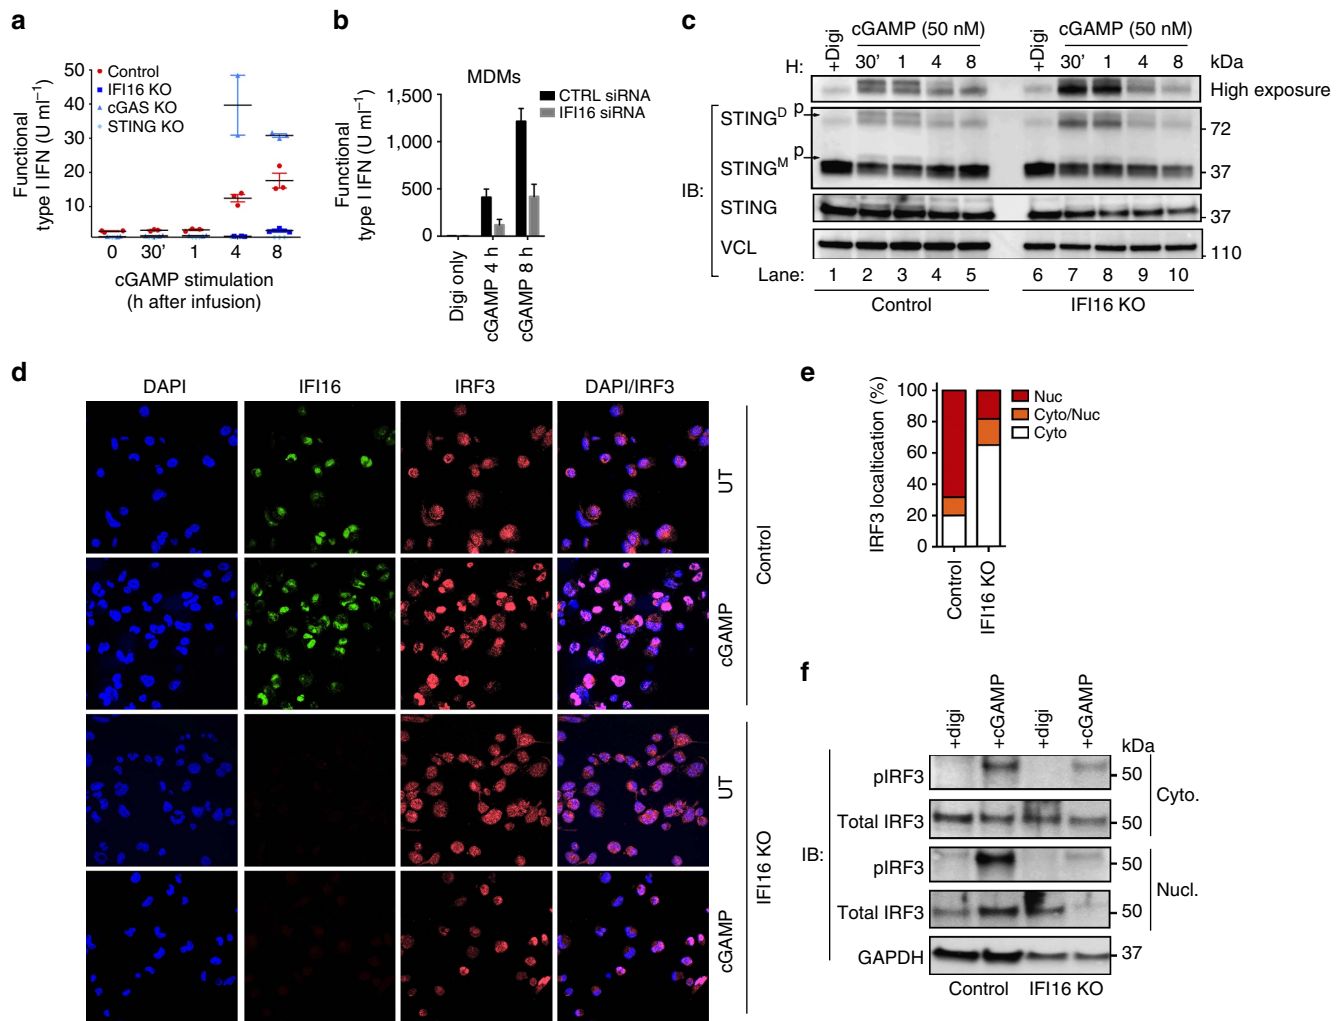 a
Functional
type I IFN (U ml⁻¹)
50
40
30
20
10
Control
IFI16 KO
cGAS KO
STING KO
0 30' 1 4 8
cGAMP stimulation
(h after infusion)
b
MDMs
Functional
type I IFN (U ml⁻¹)
1,500
1,000
500
0
CTRL siRNA
IFI16 siRNA
Digi only
cGAMP 4 h
cGAMP 8 h
c
cGAMP (50 nM) cGAMP (50 nM)
+Digi +Digi
H: 30' 1 4 8 30' 1 4 8 kDa
High exposure
STINGᴰ p
72
STINGᴹ p
37
IB:
STING
37
VCL
110
Lane: 1 2 3 4 5 6 7 8 9 10
Control IFI16 KO
d
DAPI IFI16 IRF3 DAPI/IRF3
UT
cGAMP
Control
UT
cGAMP
IFI16 KO
e
IRF3 localtication (%)
100
80
60
40
20
0
Nuc
Cyto/Nuc
Cyto
Control
IFI16 KO
f
+digi +cGAMP +digi +cGAMP
kDa
pIRF3 50
Total IRF3 50
Cyto.
IB:
pIRF3 50
Total IRF3 50
Nucl.
GAPDH 37
Control IFI16 KO